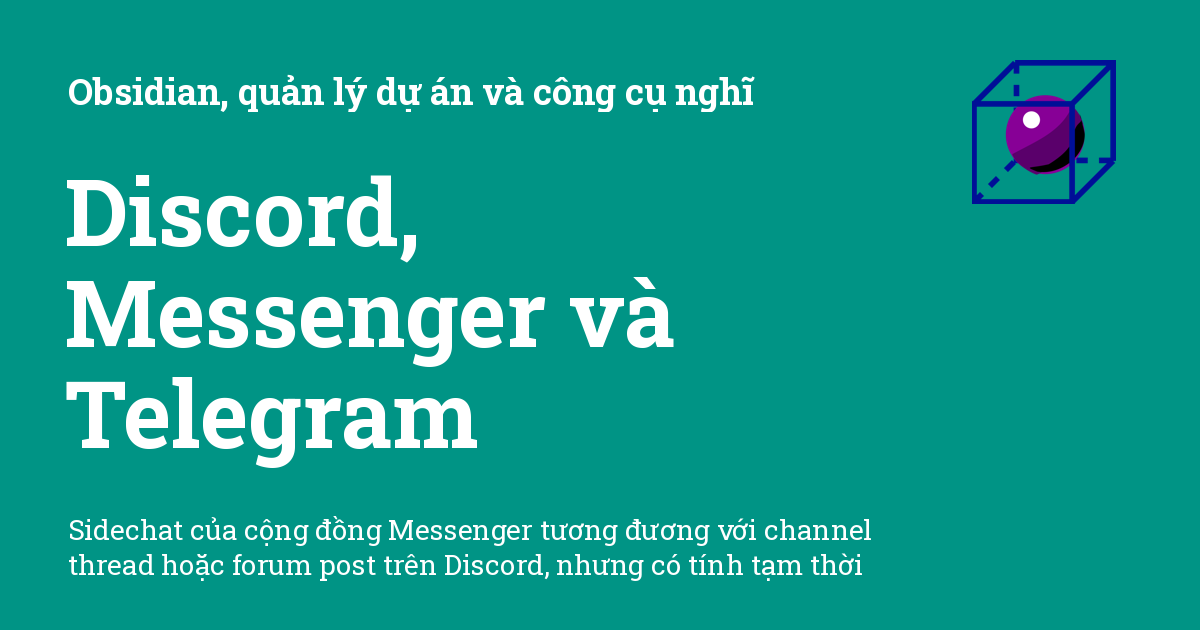 Obsidian, quản lý dự án và công cụ nghĩ
Discord,
Messenger và
Telegram
Sidechat của cộng đồng Messenger tương đương với channel
thread hoặc forum post trên Discord, nhưng có tính tạm thời